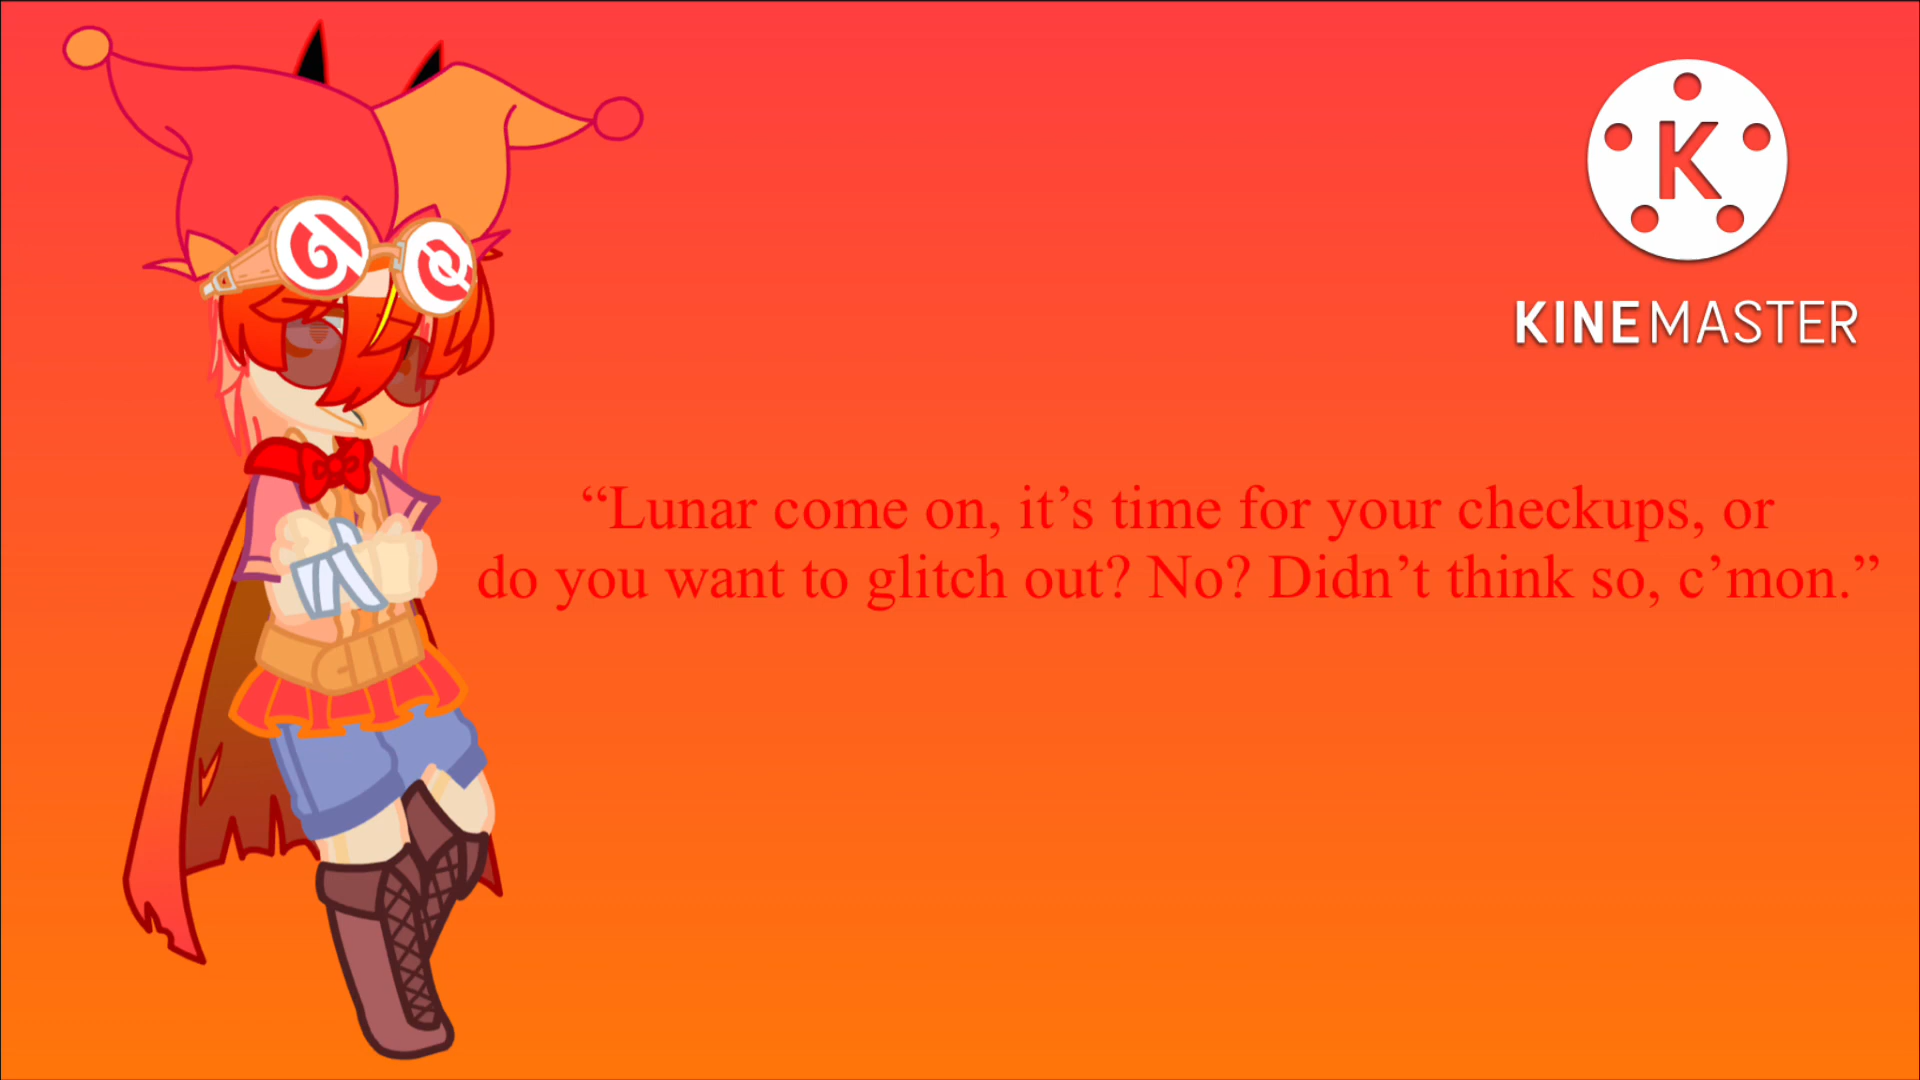 K
KINEMASTER
“Lunar come on, it’s time for your checkups, or
do you want to glitch out? No? Didn’t think so, c’mon.”